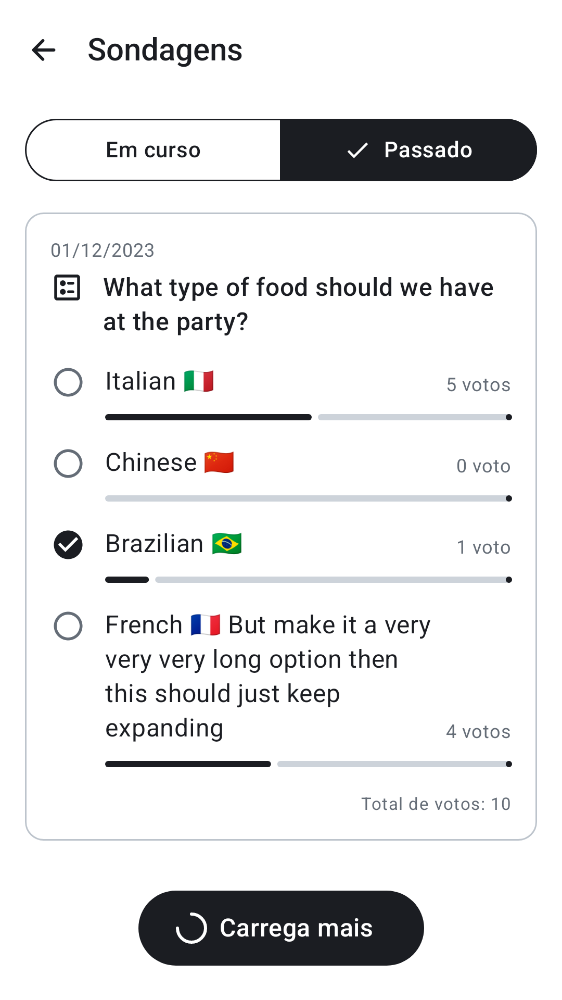 Sondagens
Em curso
Passado
01/12/2023
What type of food should we have
at the party?
Italian 🇮🇹
5 votos
Chinese 🇨🇳
0 voto
Brazilian 🇧🇷
1 voto
French 🇫🇷 But make it a very
very very long option then
this should just keep
expanding
4 votos
Total de votos: 10
Carrega mais